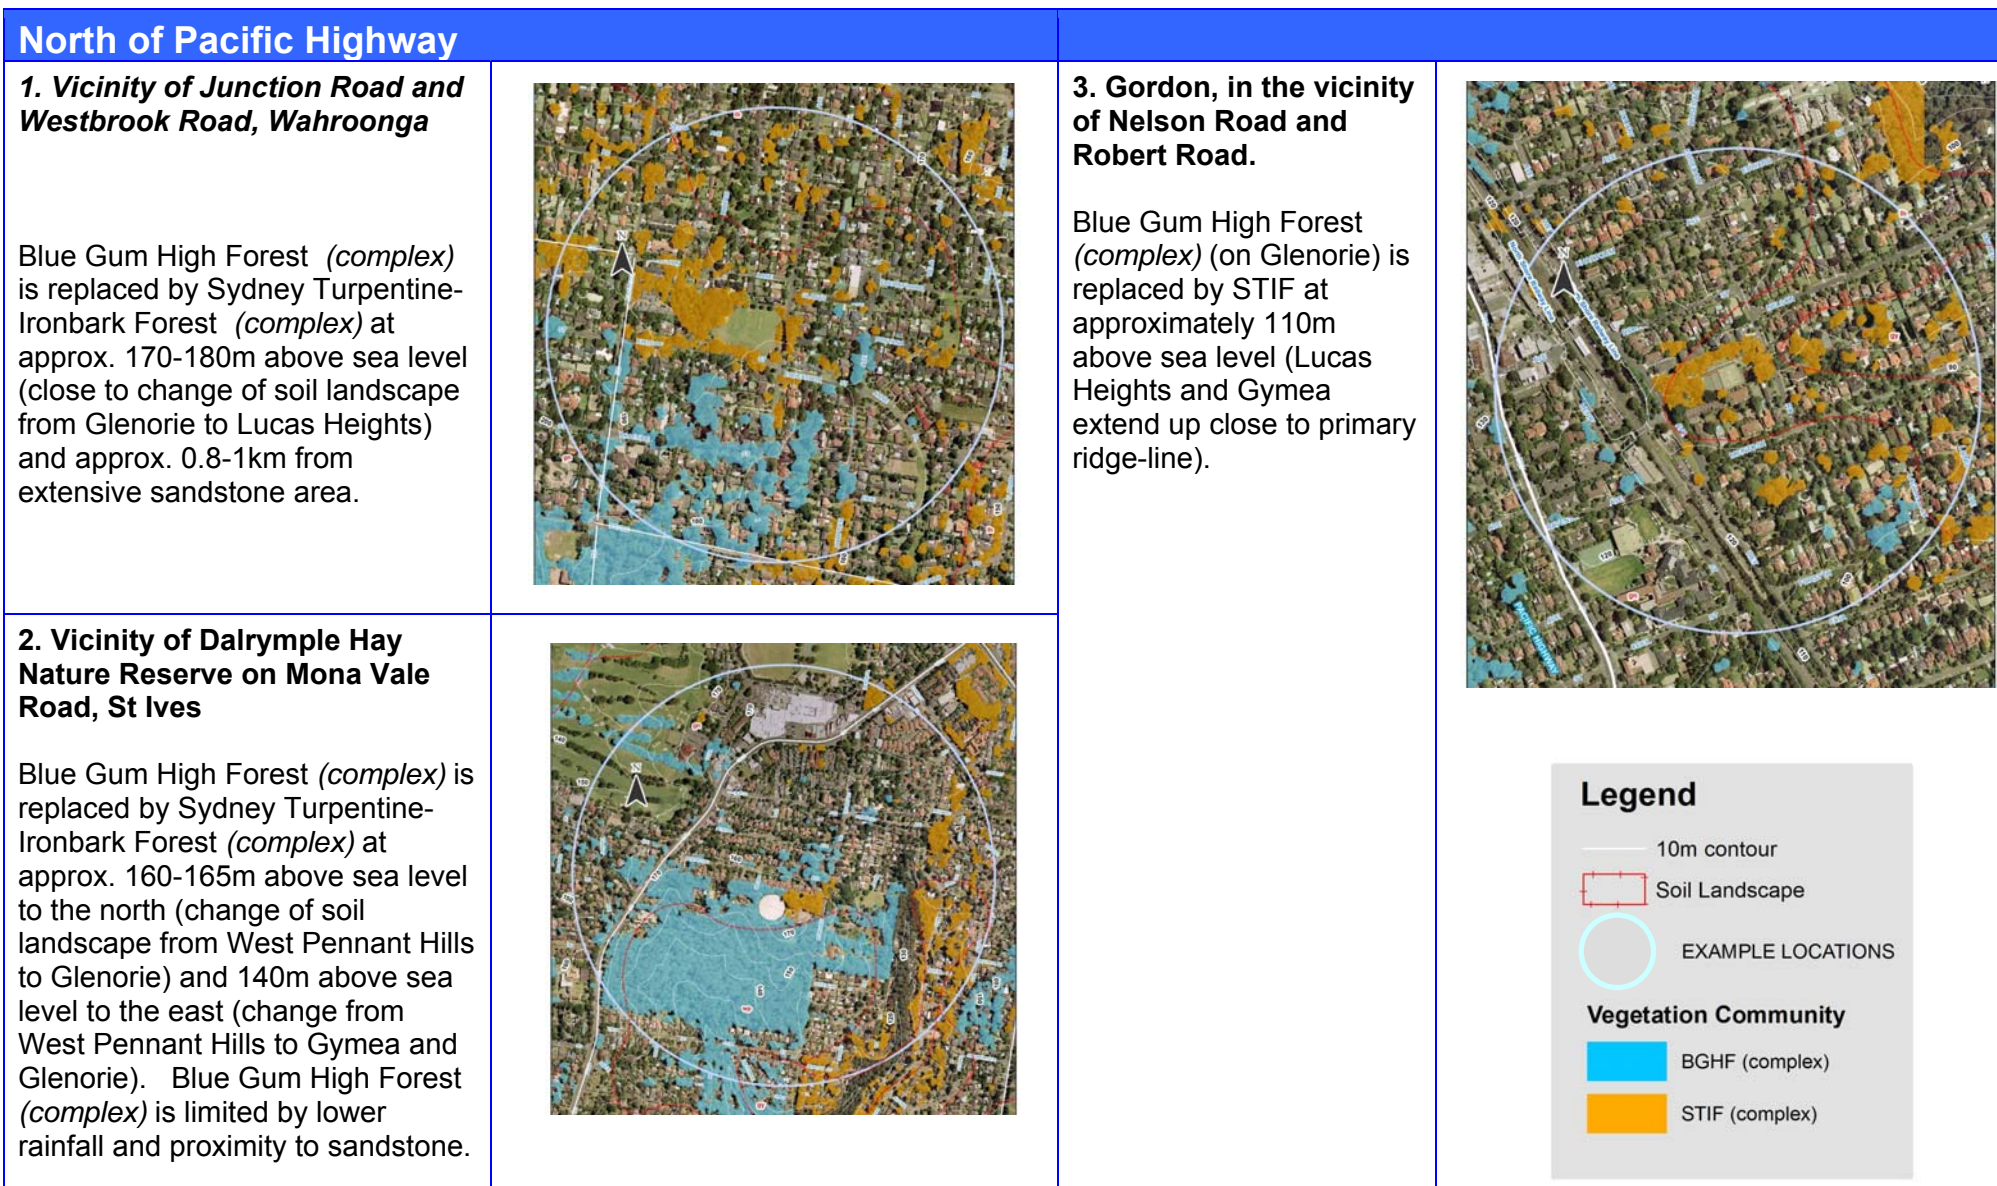 North of Pacific Highway
1. Vicinity of Junction Road and
Westbrook Road, Wahroonga
Blue Gum High Forest (complex)
is replaced by Sydney Turpentine-
Ironbark Forest (complex) at
approx. 170-180m above sea level
(close to change of soil landscape
from Glenorie to Lucas Heights)
and approx. 0.8-1km from
extensive sandstone area.
2. Vicinity of Dalrymple Hay
Nature Reserve on Mona Vale
Road, St Ives
Blue Gum High Forest (complex) is
replaced by Sydney Turpentine-
Ironbark Forest (complex) at
approx. 160-165m above sea level
to the north (change of soil
landscape from West Pennant Hills
to Glenorie) and 140m above sea
level to the east (change from
West Pennant Hills to Gymea and
Glenorie). Blue Gum High Forest
(complex) is limited by lower
rainfall and proximity to sandstone.
3. Gordon, in the vicinity
of Nelson Road and
Robert Road.
Blue Gum High Forest
(complex) (on Glenorie) is
replaced by STIF at
approximately 110m
above sea level (Lucas
Heights and Gymea
extend up close to primary
ridge-line).
N
N
N
PACIFIC HIGHWAY
Legend
10m contour
Soil Landscape
EXAMPLE LOCATIONS
Vegetation Community
BGHF (complex)
STIF (complex)